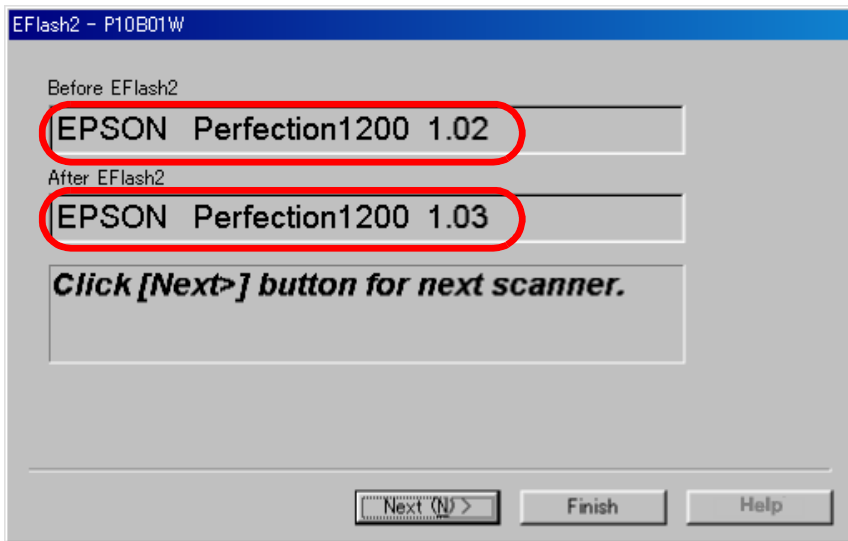 EFlash2 - P10B01W
Before EFlash2
EPSON Perfection1200 1.02
After EFlash2
EPSON Perfection1200 1.03
Click [Next>] button for next scanner.
Next (N) > Finish Help